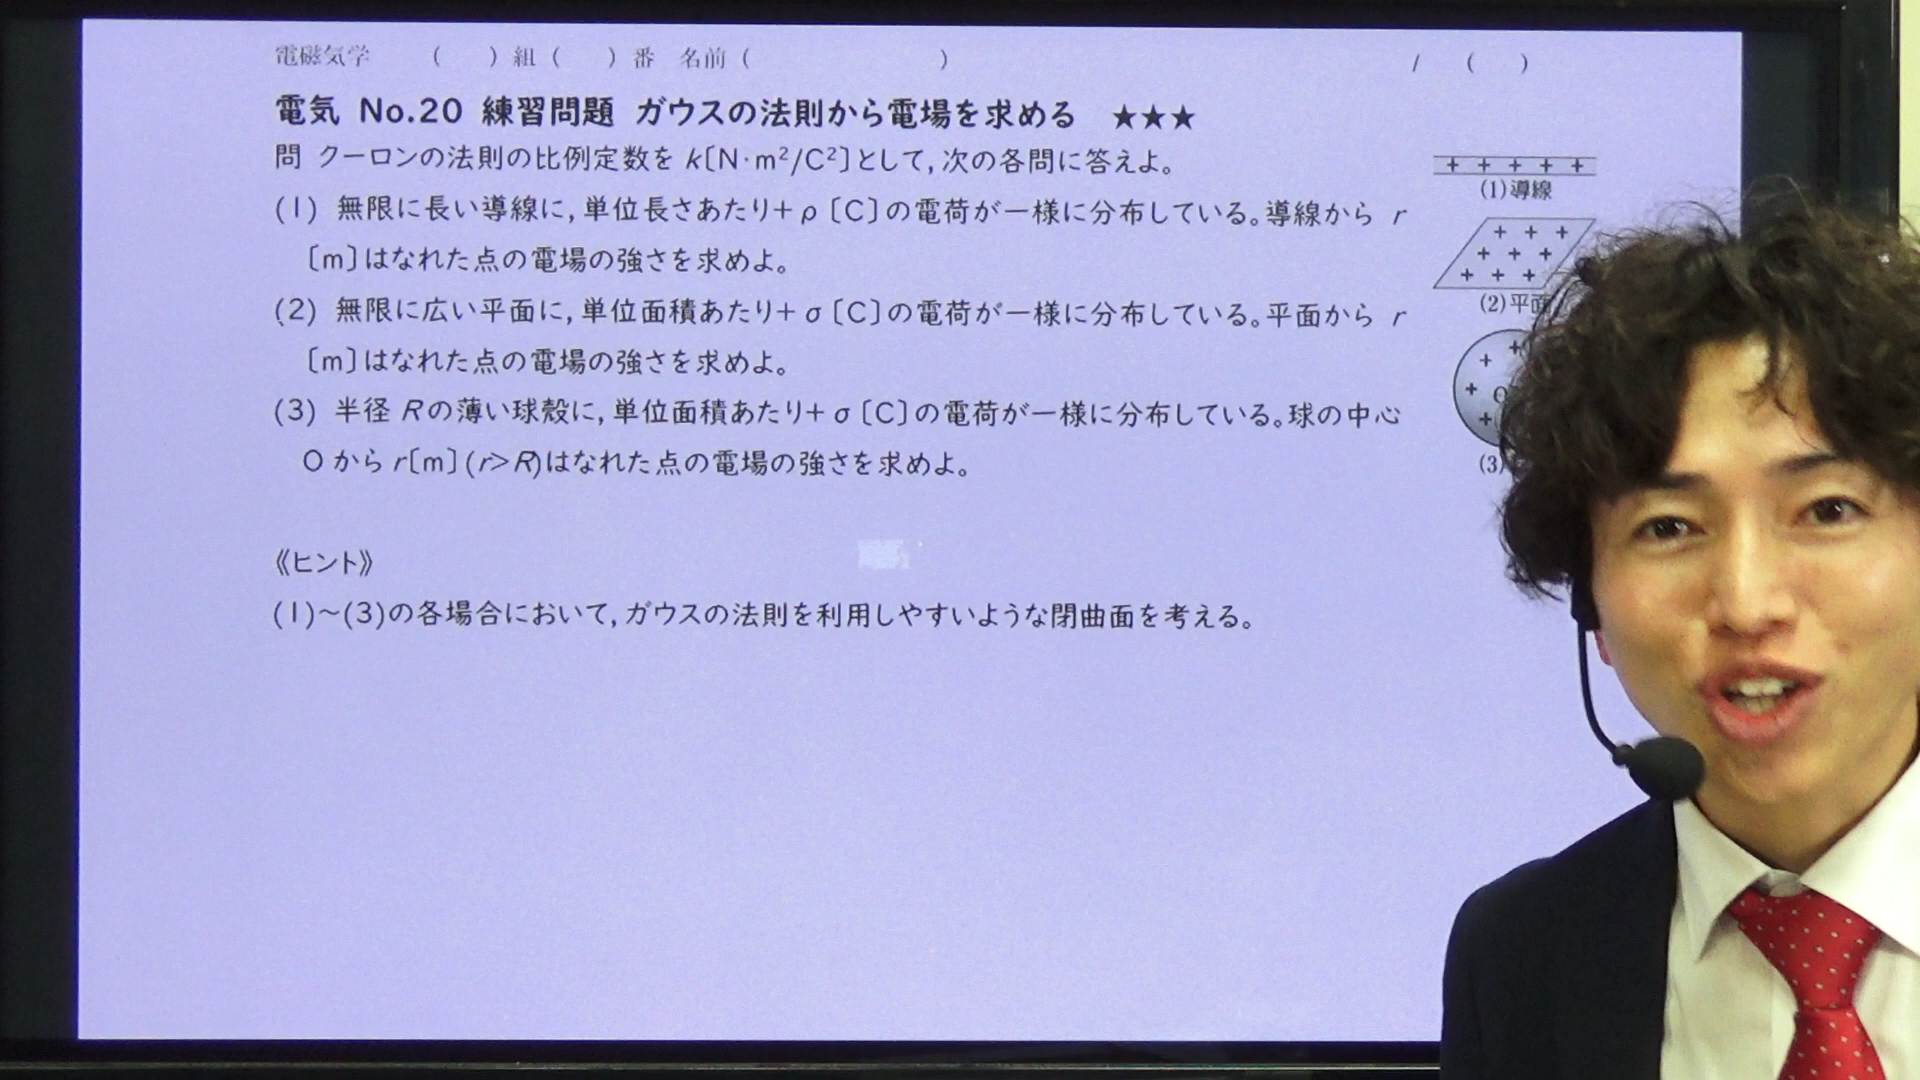 電磁気学 ( ) 組 ( ) 番 名前 ( ) / ( )
電気 No.20 練習問題 ガウスの法則から電場を求める ★★★
問 クーロンの法則の比例定数を k〔N·m²/C²〕として,次の各問に答えよ。
(1) 無限に長い導線に,単位長さあたり+ρ〔C〕の電荷が一様に分布している。導線から r
〔m〕はなれた点の電場の強さを求めよ。
(2) 無限に広い平面に,単位面積あたり+σ〔C〕の電荷が一様に分布している。平面から r
〔m〕はなれた点の電場の強さを求めよ。
(3) 半径 Rの薄い球殻に,単位面積あたり+σ〔C〕の電荷が一様に分布している。球の中心
O から r〔m〕(r>R)はなれた点の電場の強さを求めよ。
《ヒント》
(1)~(3)の各場合において,ガウスの法則を利用しやすいような閉曲面を考える。
+ + + + +
(1)導線
+ + +
+ + +
+ + +
(2)平面
+ +
+
+
(3)